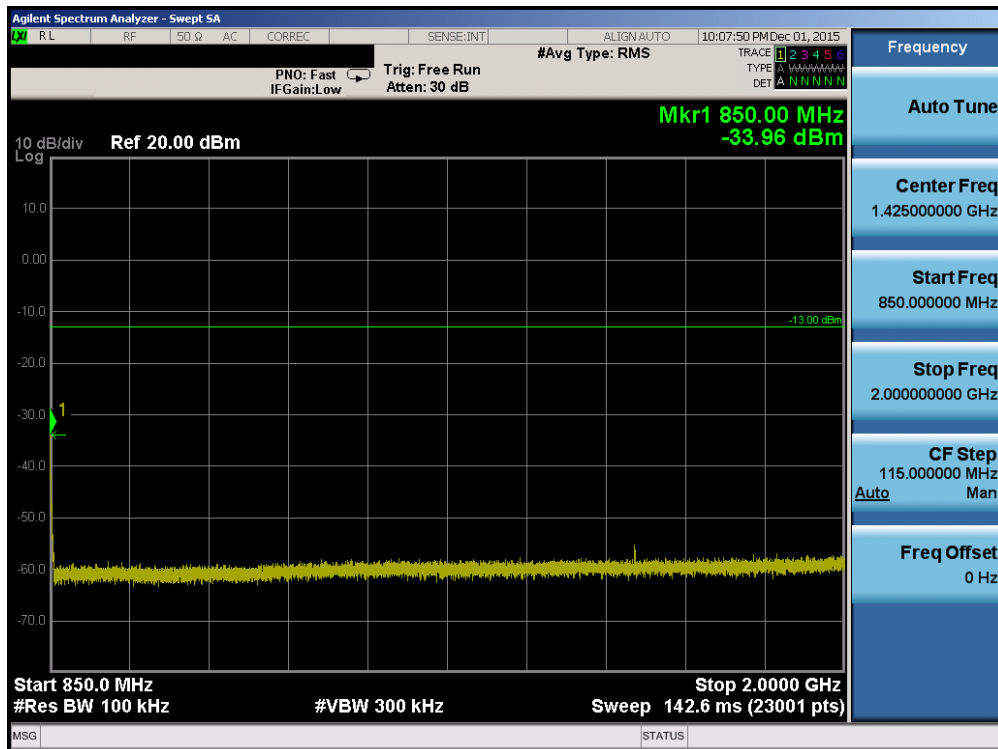 Agilent Spectrum Analyzer - Swept SA
LXI RL RF 50 Ω AC CORREC SENSE:INT ALIGN AUTO 10:07:50 PM Dec 01, 2015
#Avg Type: RMS TRACE 1 2 3 4 5 6
PNO: Fast Trig: Free Run TYPE A WWWWW
IFGain:Low Atten: 30 dB DET A N N N N N
Mkr1 850.00 MHz
-33.96 dBm
10 dB/div Ref 20.00 dBm
Log
10.0
0.00
-10.0
-13.00 dBm
-20.0
-30.0
1
-40.0
-50.0
-60.0
-70.0
Start 850.0 MHz Stop 2.0000 GHz
#Res BW 100 kHz #VBW 300 kHz Sweep 142.6 ms (23001 pts)
MSG STATUS
Frequency
Auto Tune
Center Freq
1.425000000 GHz
Start Freq
850.000000 MHz
Stop Freq
2.000000000 GHz
CF Step
115.000000 MHz
Auto Man
Freq Offset
0 Hz